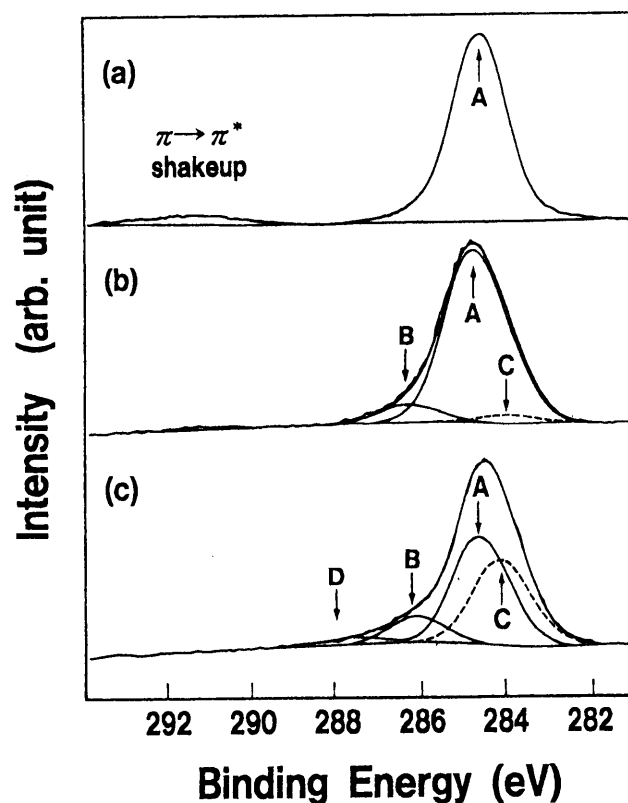 (a)
A
π→π*
shakeup
(b)
A
B
C
(c)
A
B
D
C
Intensity (arb. unit)
292 290 288 286 284 282
Binding Energy (eV)